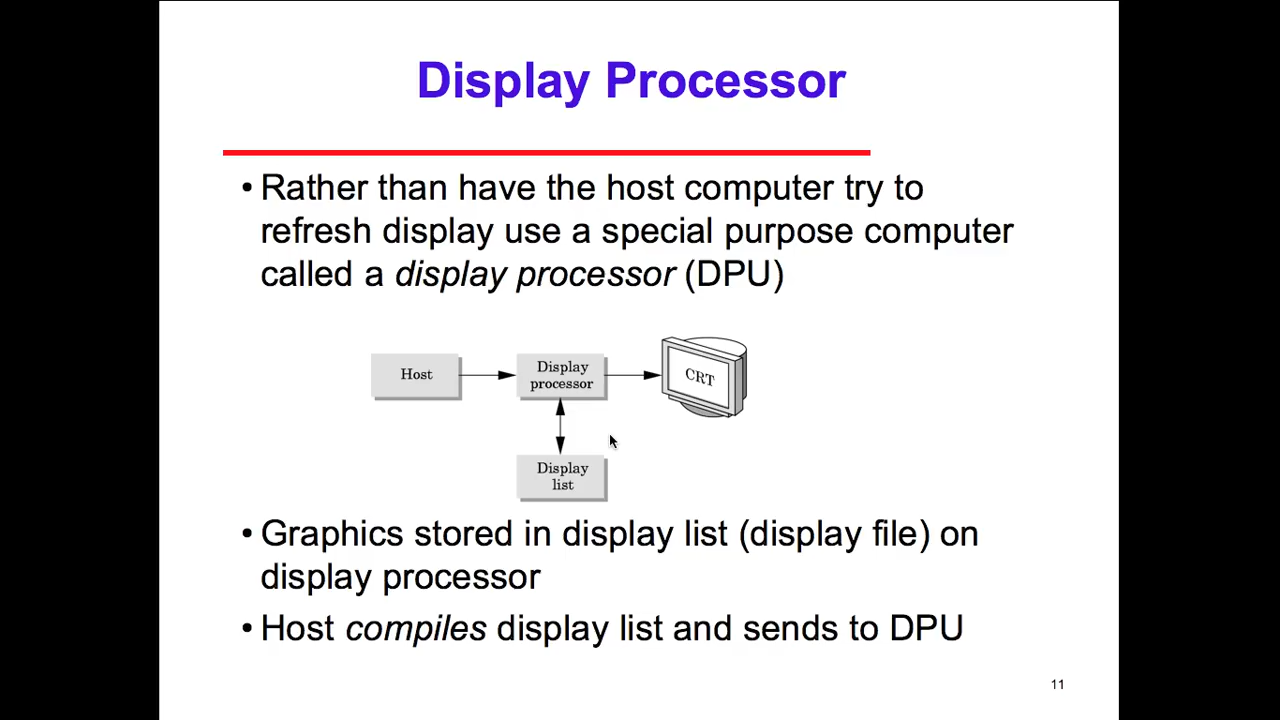 Display Processor
• Rather than have the host computer try to
refresh display use a special purpose computer
called a display processor (DPU)
Host
Display
processor
CRT
Display
list
• Graphics stored in display list (display file) on
display processor
• Host compiles display list and sends to DPU
11